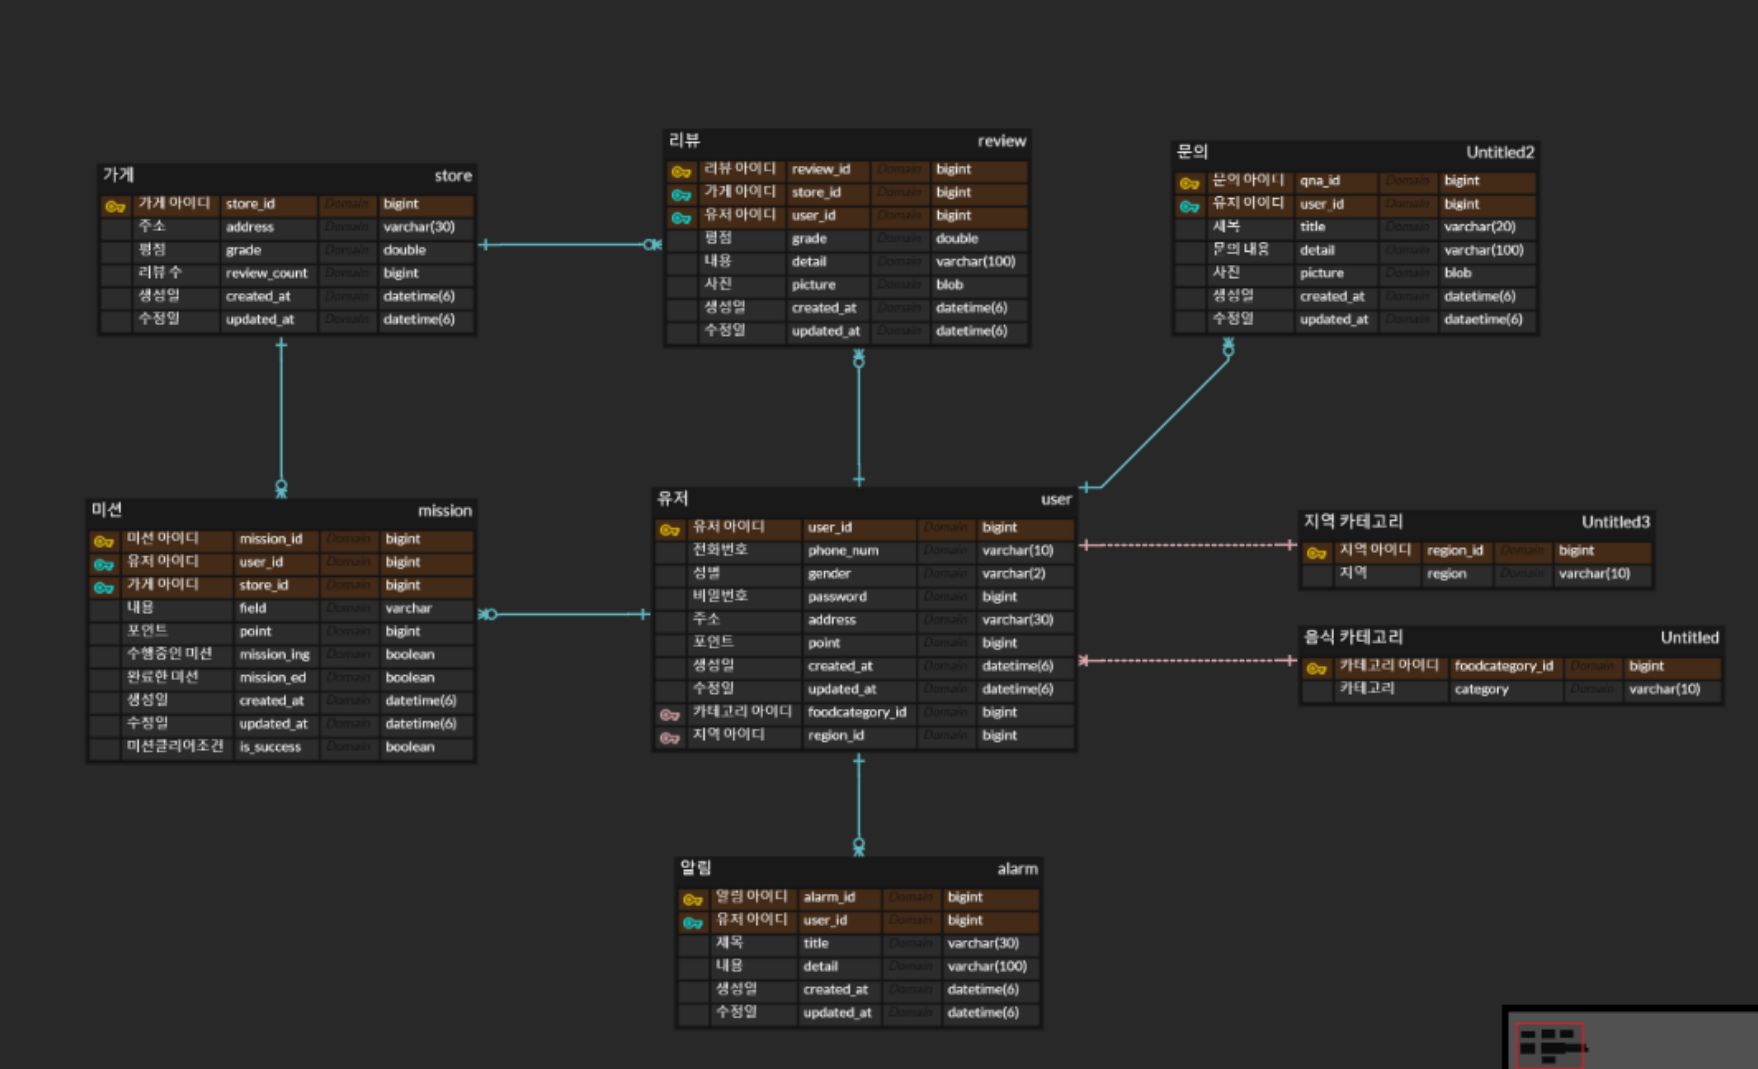 가게 store
가게 아이디 store_id Domain bigint
주소 address Domain varchar(30)
평점 grade Domain double
리뷰 수 review_count Domain bigint
생성일 created_at Domain datetime(6)
수정일 updated_at Domain datetime(6)
리뷰 review
리뷰 아이디 review_id Domain bigint
가게 아이디 store_id Domain bigint
유저 아이디 user_id Domain bigint
평점 grade Domain double
내용 detail Domain varchar(100)
사진 picture Domain blob
생성일 created_at Domain datetime(6)
수정일 updated_at Domain datetime(6)
문의 Untitled2
문의 아이디 qna_id Domain bigint
유저 아이디 user_id Domain bigint
제목 title Domain varchar(20)
문의 내용 detail Domain varchar(100)
사진 picture Domain blob
생성일 created_at Domain datetime(6)
수정일 updated_at Domain dataetime(6)
미션 mission
미션 아이디 mission_id Domain bigint
유저 아이디 user_id Domain bigint
가게 아이디 store_id Domain bigint
내용 field Domain varchar
포인트 point Domain bigint
수행중인 미션 mission_ing Domain boolean
완료한 미션 mission_ed Domain boolean
생성일 created_at Domain datetime(6)
수정일 updated_at Domain datetime(6)
미션클리어조건 is_success Domain boolean
유저 user
유저 아이디 user_id Domain bigint
전화번호 phone_num Domain varchar(10)
성별 gender Domain varchar(2)
비밀번호 password Domain bigint
주소 address Domain varchar(30)
포인트 point Domain bigint
생성일 created_at Domain datetime(6)
수정일 updated_at Domain datetime(6)
카테고리 아이디 foodcategory_id Domain bigint
지역 아이디 region_id Domain bigint
지역 카테고리 Untitled3
지역 아이디 region_id Domain bigint
지역 region Domain varchar(10)
음식 카테고리 Untitled
카테고리 아이디 foodcategory_id Domain bigint
카테고리 category Domain varchar(10)
알림 alarm
알림 아이디 alarm_id Domain bigint
유저 아이디 user_id Domain bigint
제목 title Domain varchar(30)
내용 detail Domain varchar(100)
생성일 created_at Domain datetime(6)
수정일 updated_at Domain datetime(6)